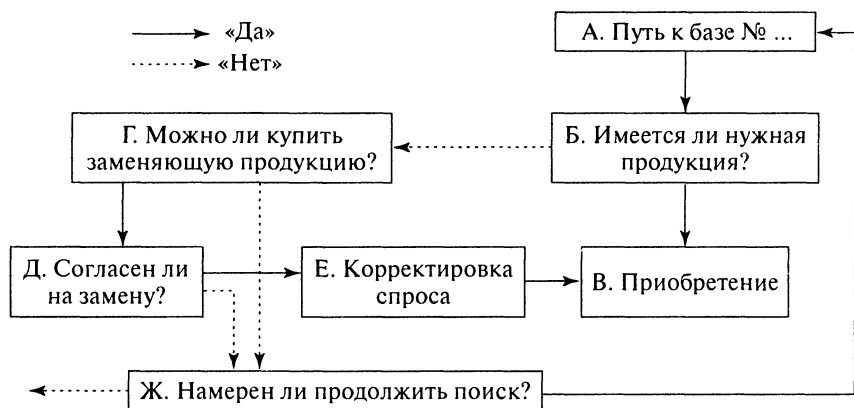 «Да»
«Нет»
А. Путь к базе № ...
Г. Можно ли купить
заменяющую продукцию?
Б. Имеется ли нужная
продукция?
Д. Согласен ли
на замену?
Е. Корректировка
спроса
В. Приобретение
Ж. Намерен ли продолжить поиск?